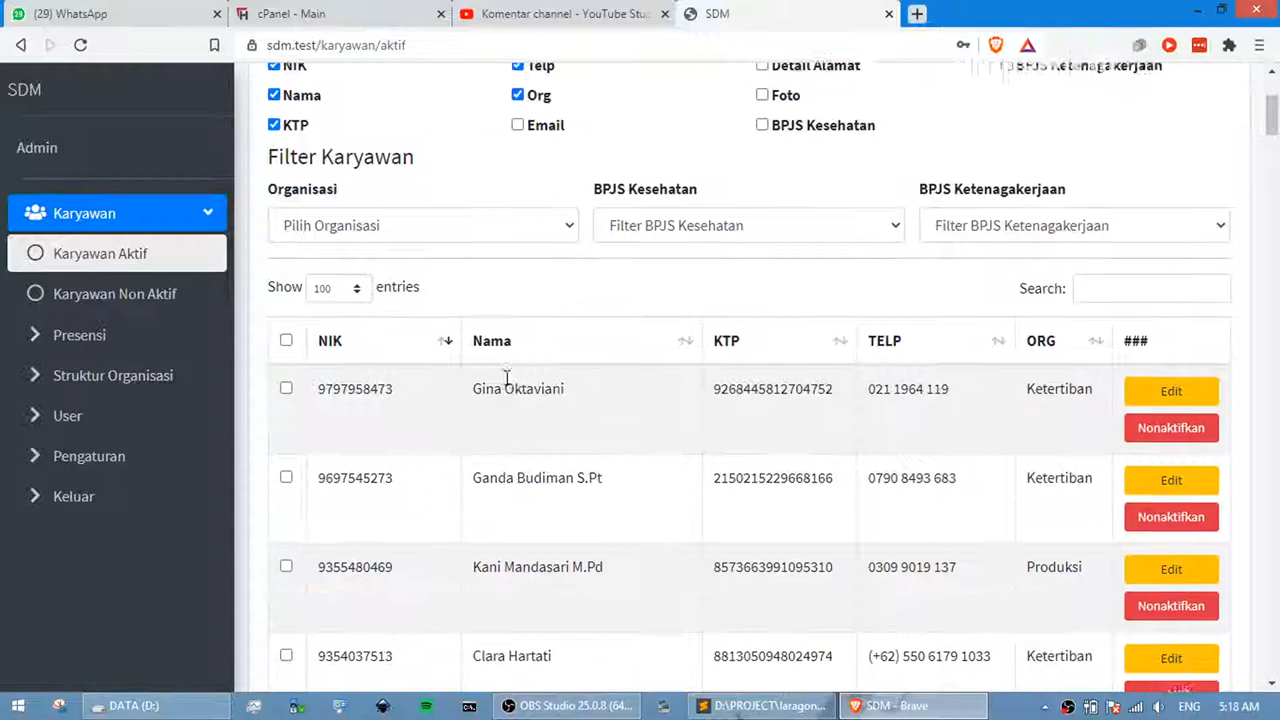 (29) WhatsApp
cPanel - Main
Komentar channel - YouTube Stu
SDM
sdm.test/karyawan/aktif
SDM
Admin
Karyawan
Karyawan Aktif
Karyawan Non Aktif
Presensi
Struktur Organisasi
User
Pengaturan
Keluar
NIK
Telp
Detail Alamat
BPJS Ketenagakerjaan
Nama
Org
Foto
KTP
Email
BPJS Kesehatan
Filter Karyawan
Organisasi
BPJS Kesehatan
BPJS Ketenagakerjaan
Pilih Organisasi
Filter BPJS Kesehatan
Filter BPJS Ketenagakerjaan
Show 100 entries
Search:
NIK Nama KTP TELP ORG ###
9797958473 Gina Oktaviani 9268445812704752 021 1964 119 Ketertiban Edit
Nonaktifkan
9697545273 Ganda Budiman S.Pt 2150215229668166 0790 8493 683 Ketertiban Edit
Nonaktifkan
9355480469 Kani Mandasari M.Pd 8573663991095310 0309 9019 137 Produksi Edit
Nonaktifkan
9354037513 Clara Hartati 8813050948024974 (+62) 550 6179 1033 Ketertiban Edit
DATA (D:)
OBS Studio 25.0.8 (64...
D:\PROJECT\laragon...
SDM - Brave
ENG
5:18 AM